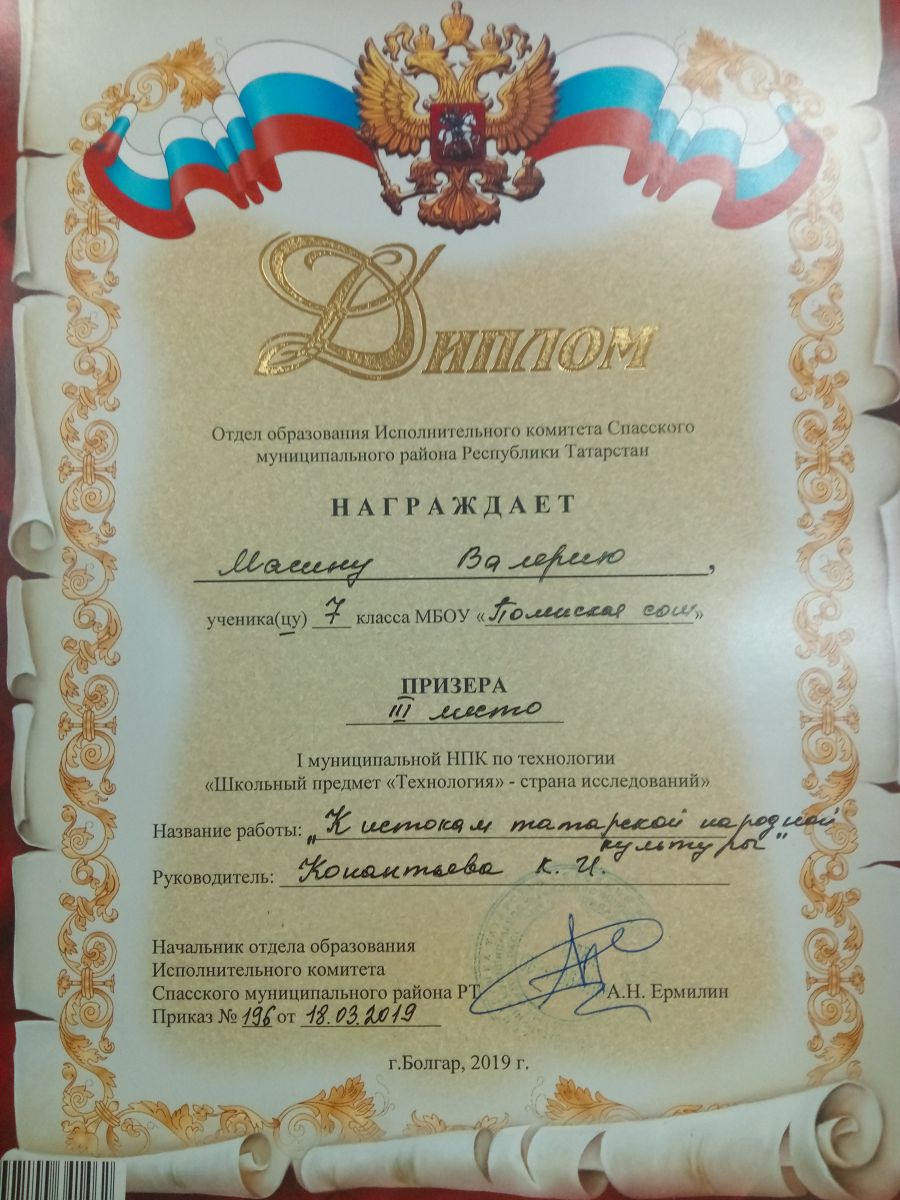 Диплом
Отдел образования Исполнительного комитета Спасского
муниципального района Республики Татарстан
НАГРАЖДАЕТ
Масину Валерию,
ученика(цу) 7 класса МБОУ «Полянская сош»
ПРИЗЕРА
III место
I муниципальной НПК по технологии
«Школьный предмет «Технология» - страна исследований»
Название работы: „К истокам татарской народной
культуры"
Руководитель: К. И.
Начальник отдела образования
Исполнительного комитета
Спасского муниципального района РТ А.Н. Ермилин
Приказ № 196 от 18.03.2019
г.Болгар, 2019 г.